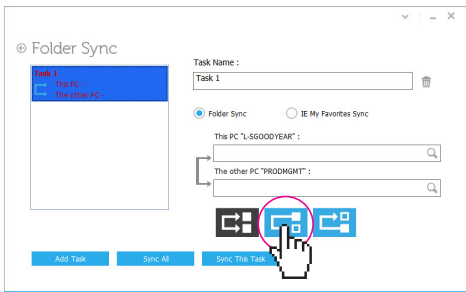 Folder Sync
Task Name :
Task 1
This PC -
The other PC -
Task 1
Folder Sync
IE My Favorites Sync
This PC "L-SGOODYEAR" :
The other PC "PRODMGMT" :
Add Task
Sync All
Sync This Task